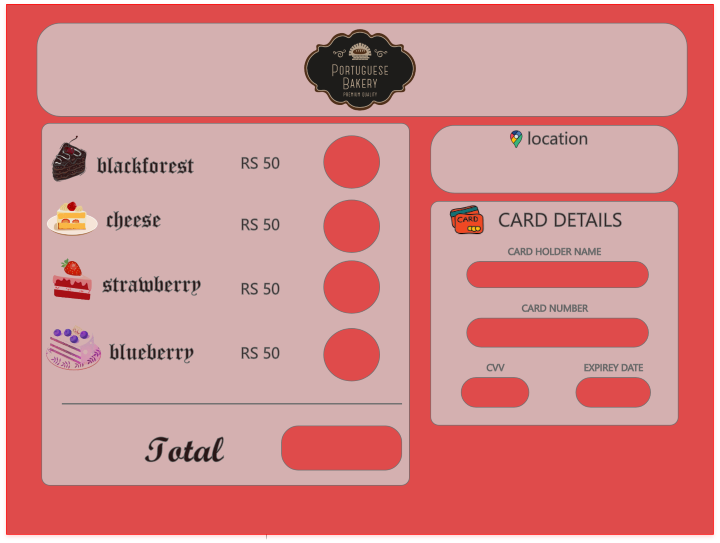 PORTUGUESE
BAKERY
PREMIUM QUALITY
blackforest RS 50
cheese RS 50
strawberry RS 50
blueberry RS 50
Total
location
CARD CARD DETAILS
CARD HOLDER NAME
CARD NUMBER
CVV EXPIREY DATE